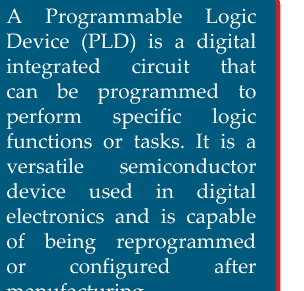 A Programmable Logic
Device (PLD) is a digital
integrated circuit that
can be programmed to
perform specific logic
functions or tasks. It is a
versatile semiconductor
device used in digital
electronics and is capable
of being reprogrammed
or configured after
manufacturing.